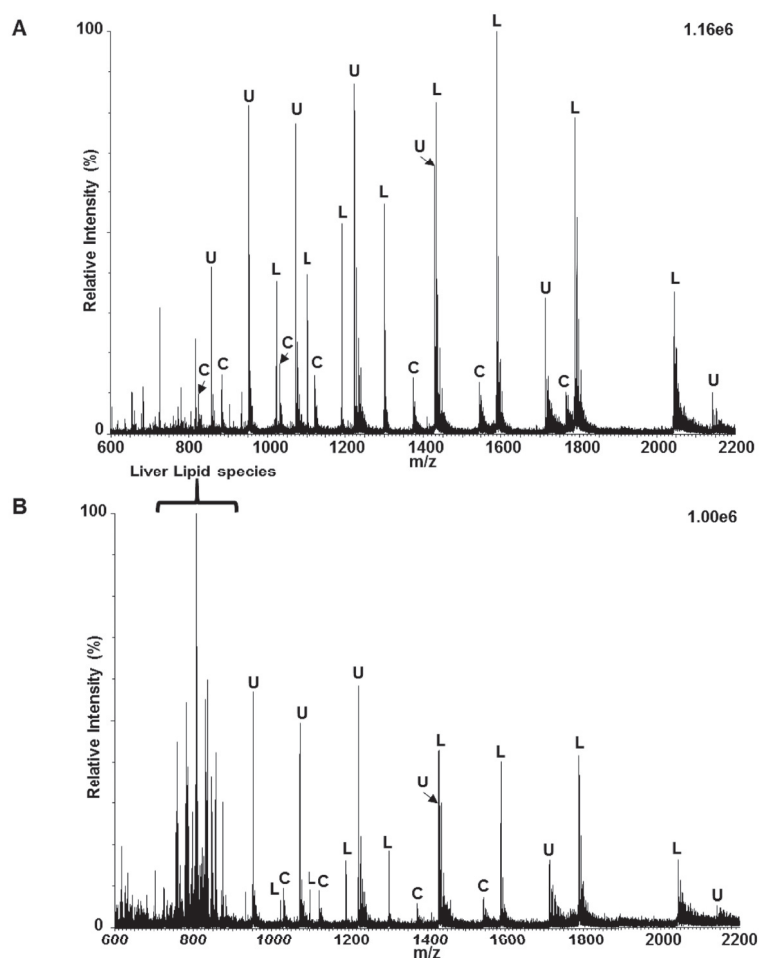 A
100
1.16e6
L
U
U
U
L
L
U
L
L
U
L
L
L
U
C
C
C
C
C
C
C
U
Relative Intensity (%)
0
600
800
1000
1200
1400
1600
1800
2000
2200
m/z
Liver Lipid species
B
100
1.00e6
U
U
U
L
L
L
U
L
L
U
L
L
C
L
C
C
C
U
Relative Intensity (%)
0
600
800
1000
1200
1400
1600
1800
2000
2200
m/z